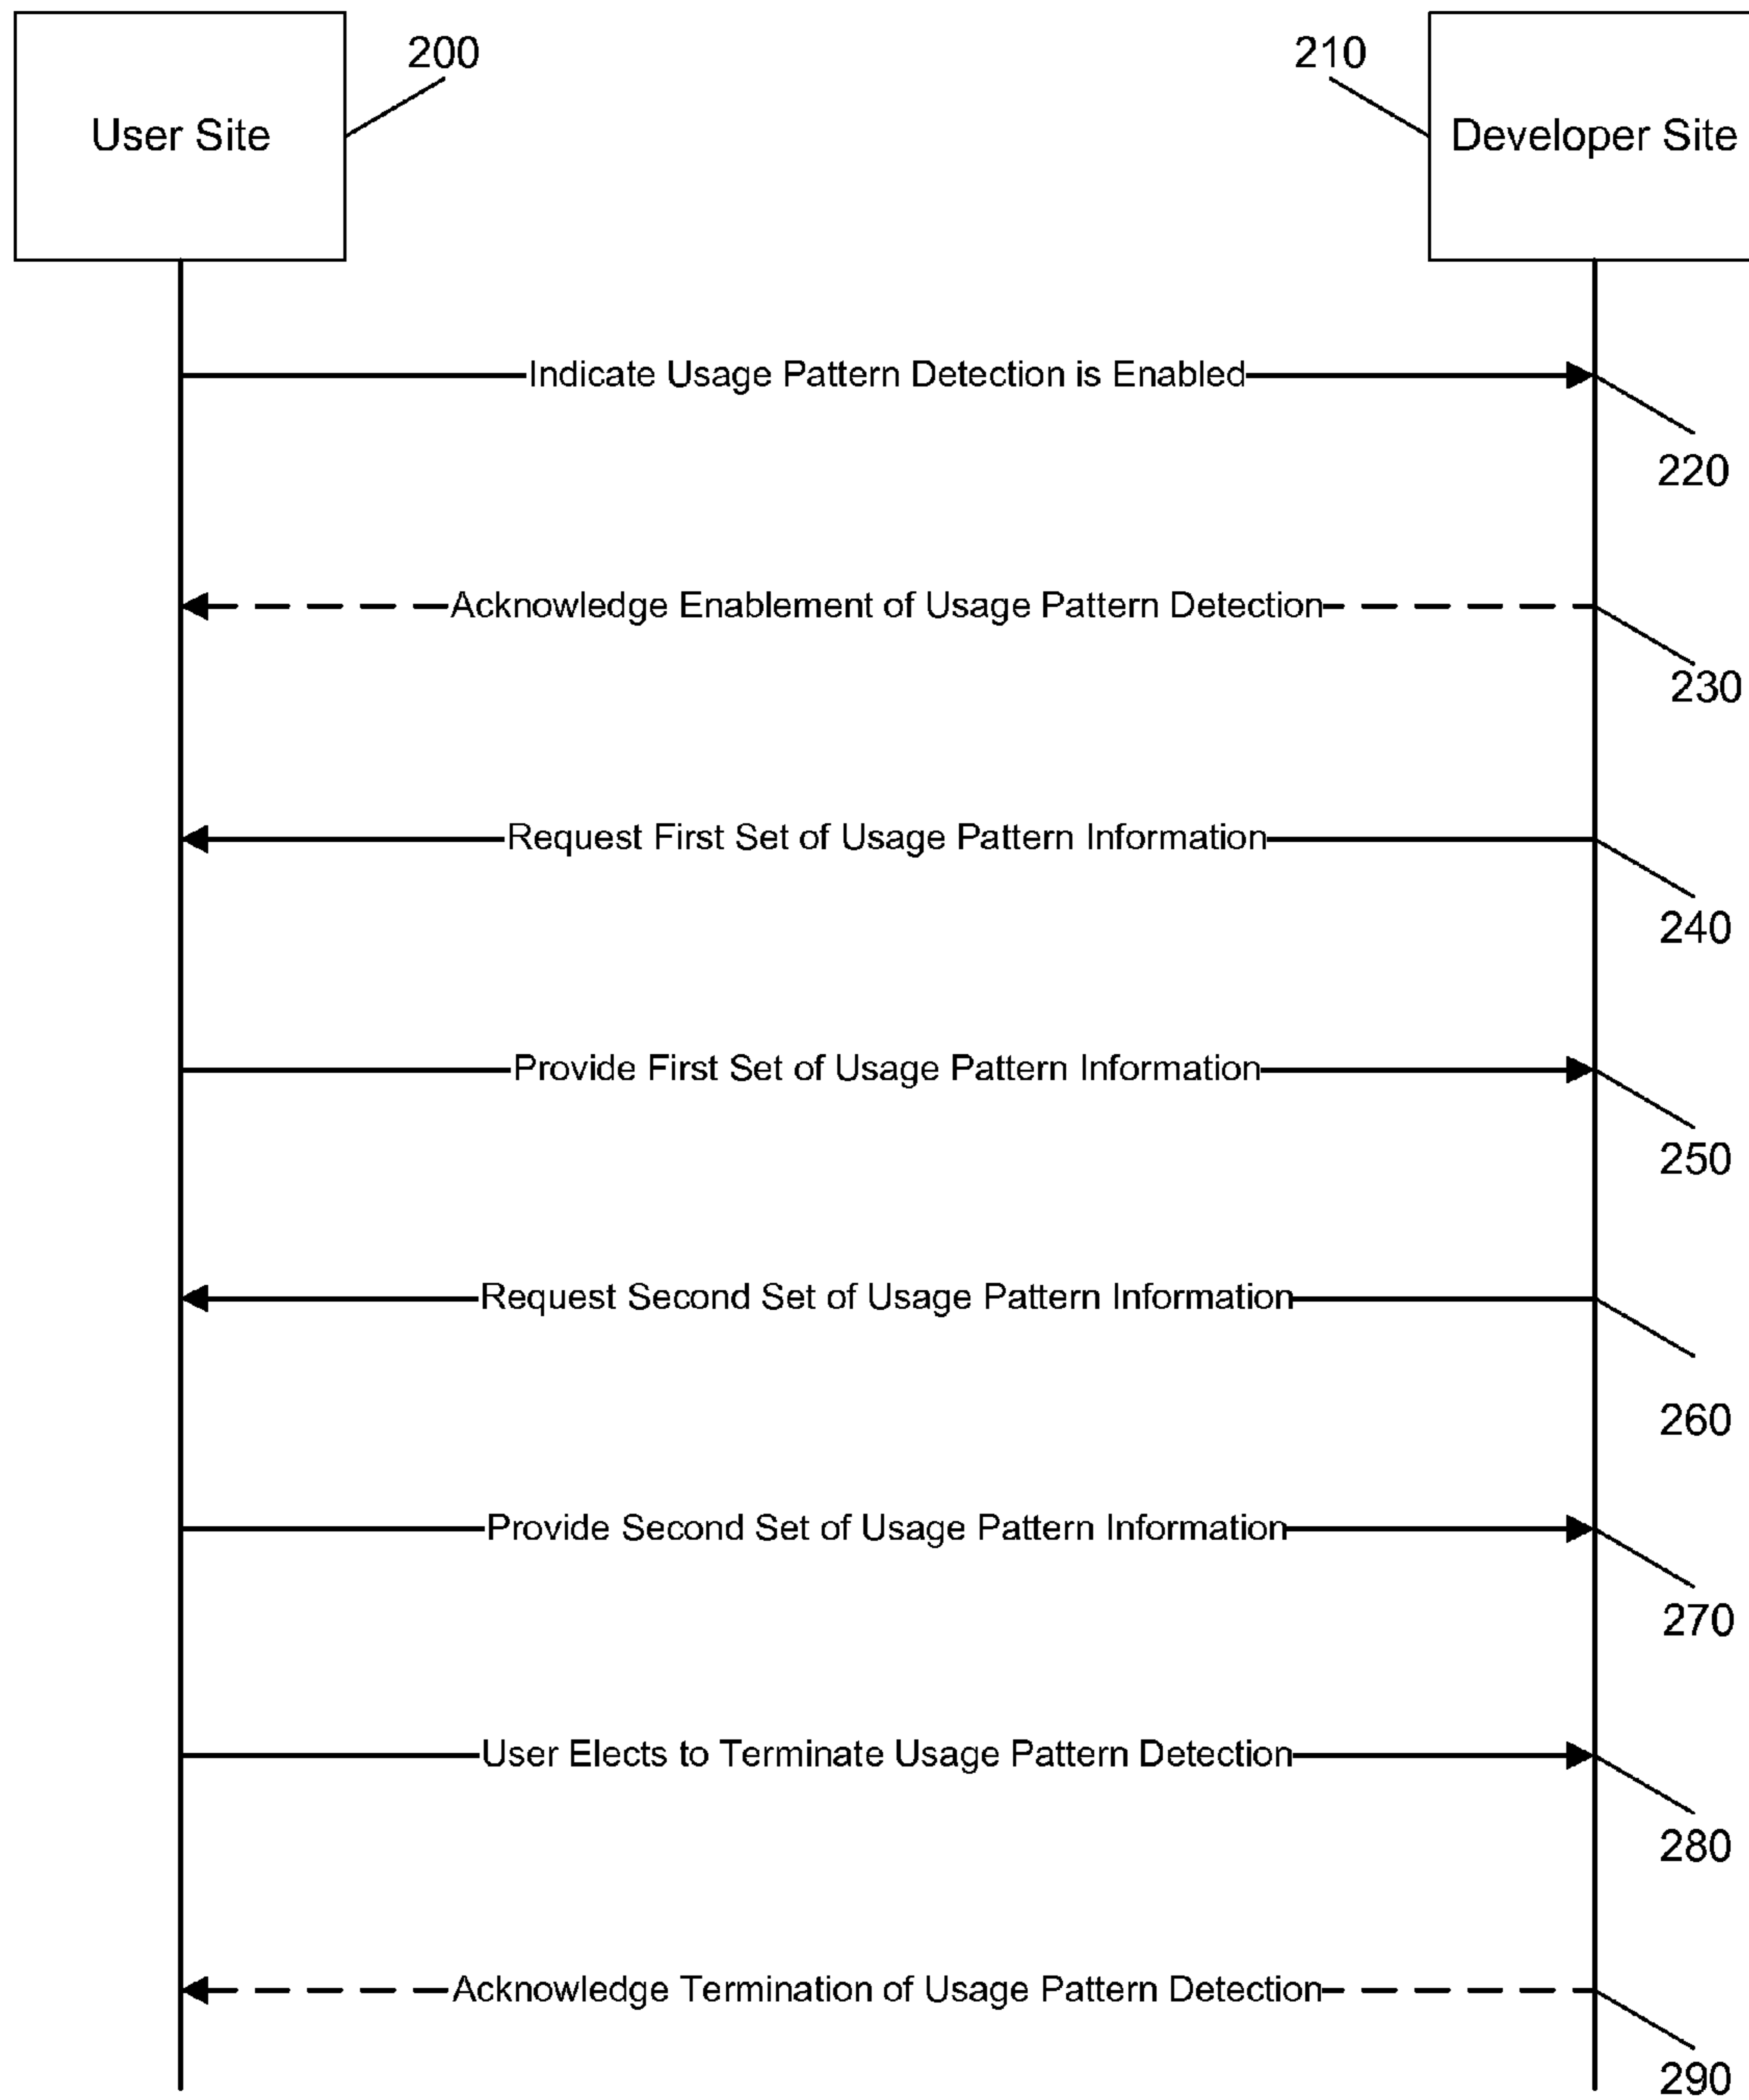 200
210
User Site
Developer Site
Indicate Usage Pattern Detection is Enabled
220
Acknowledge Enablement of Usage Pattern Detection
230
Request First Set of Usage Pattern Information
240
Provide First Set of Usage Pattern Information
250
Request Second Set of Usage Pattern Information
260
Provide Second Set of Usage Pattern Information
270
User Elects to Terminate Usage Pattern Detection
280
Acknowledge Termination of Usage Pattern Detection
290